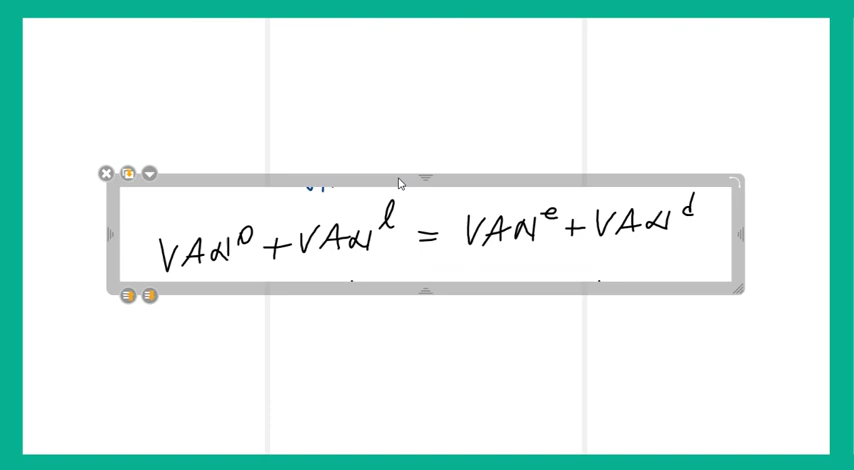 VAN^D + VAN^l = VAN^e + VAN^d